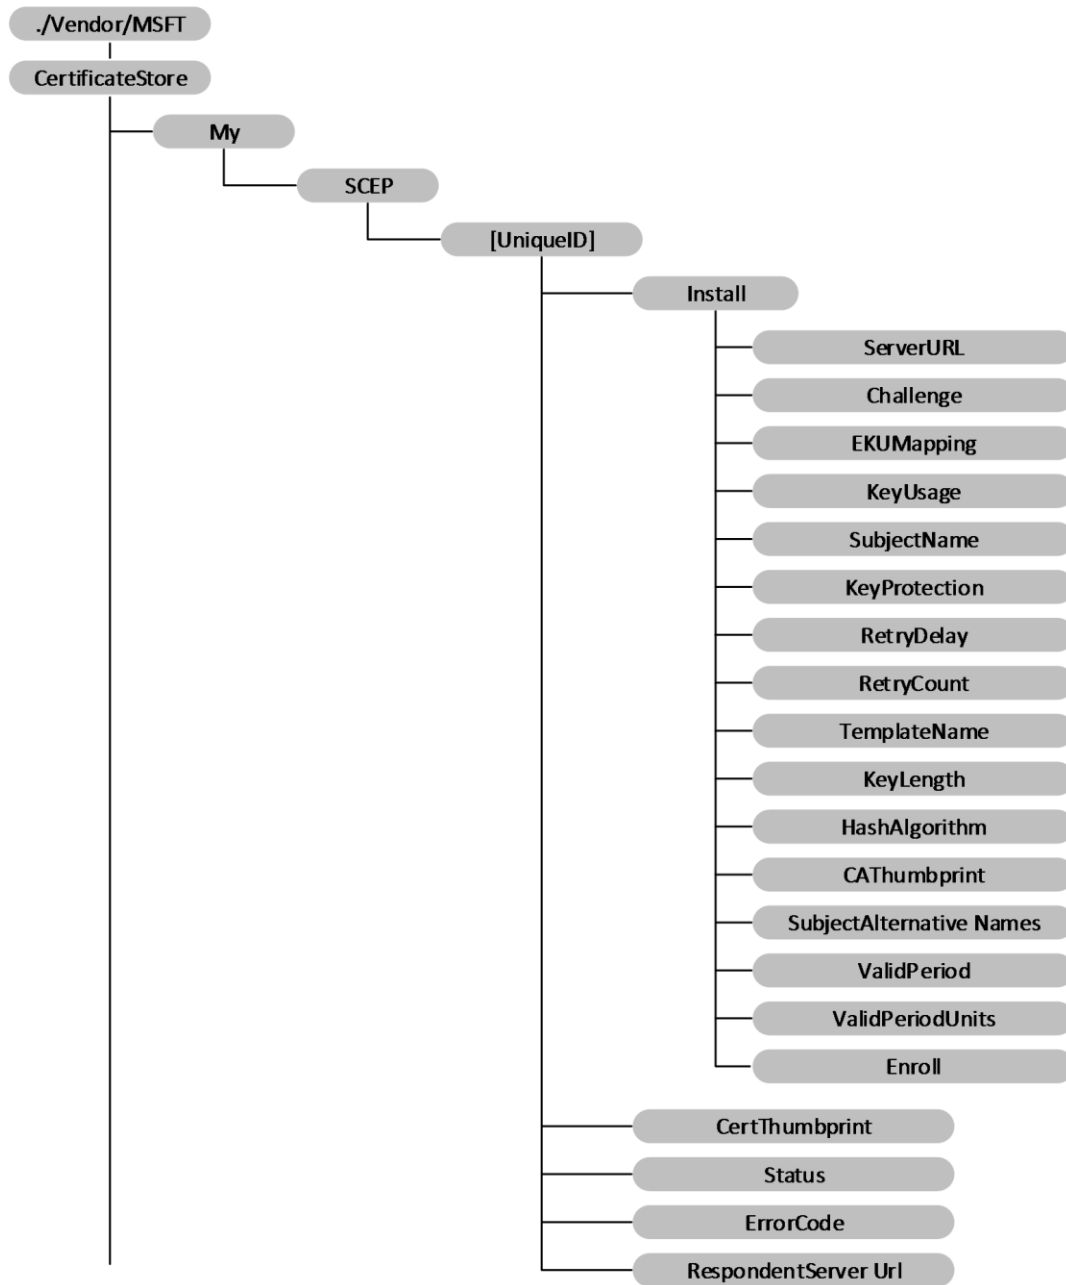 ./Vendor/MSFT
CertificateStore
My
SCEP
[UniqueID]
Install
ServerURL
Challenge
EKUMapping
KeyUsage
SubjectName
KeyProtection
RetryDelay
RetryCount
TemplateName
KeyLength
HashAlgorithm
CAThumbprint
SubjectAlternative Names
ValidPeriod
ValidPeriodUnits
Enroll
CertThumbprint
Status
ErrorCode
RespondentServer Url